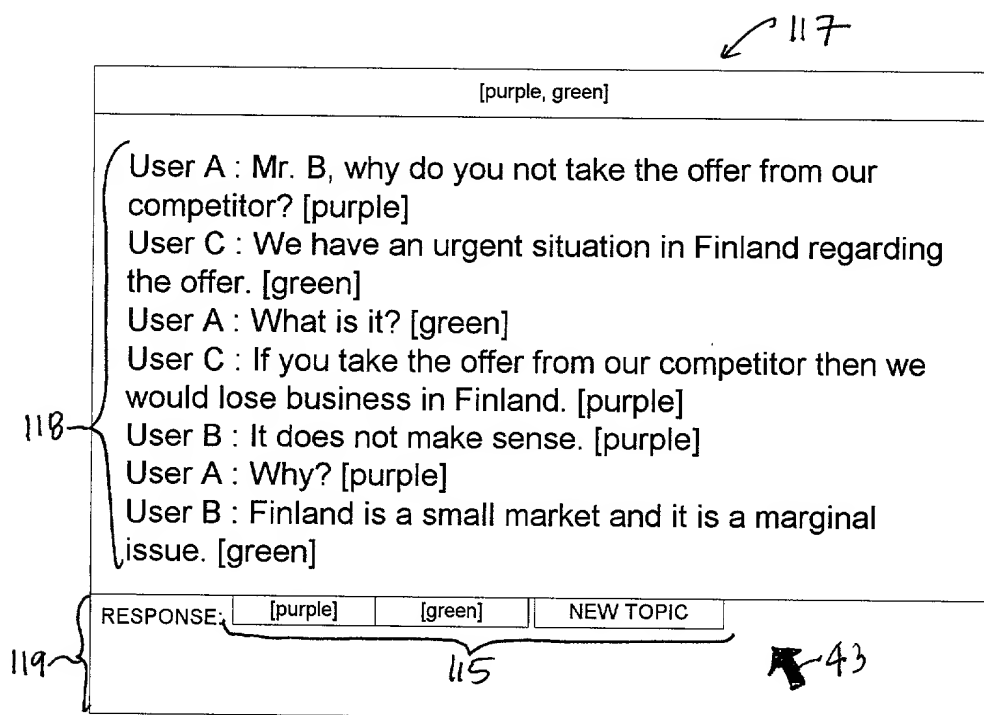 117
[purple, green]
User A : Mr. B, why do you not take the offer from our
competitor? [purple]
User C : We have an urgent situation in Finland regarding
the offer. [green]
User A : What is it? [green]
User C : If you take the offer from our competitor then we
would lose business in Finland. [purple]
118
User B : It does not make sense. [purple]
User A : Why? [purple]
User B : Finland is a small market and it is a marginal
issue. [green]
RESPONSE: [purple] [green] NEW TOPIC
119 115 43